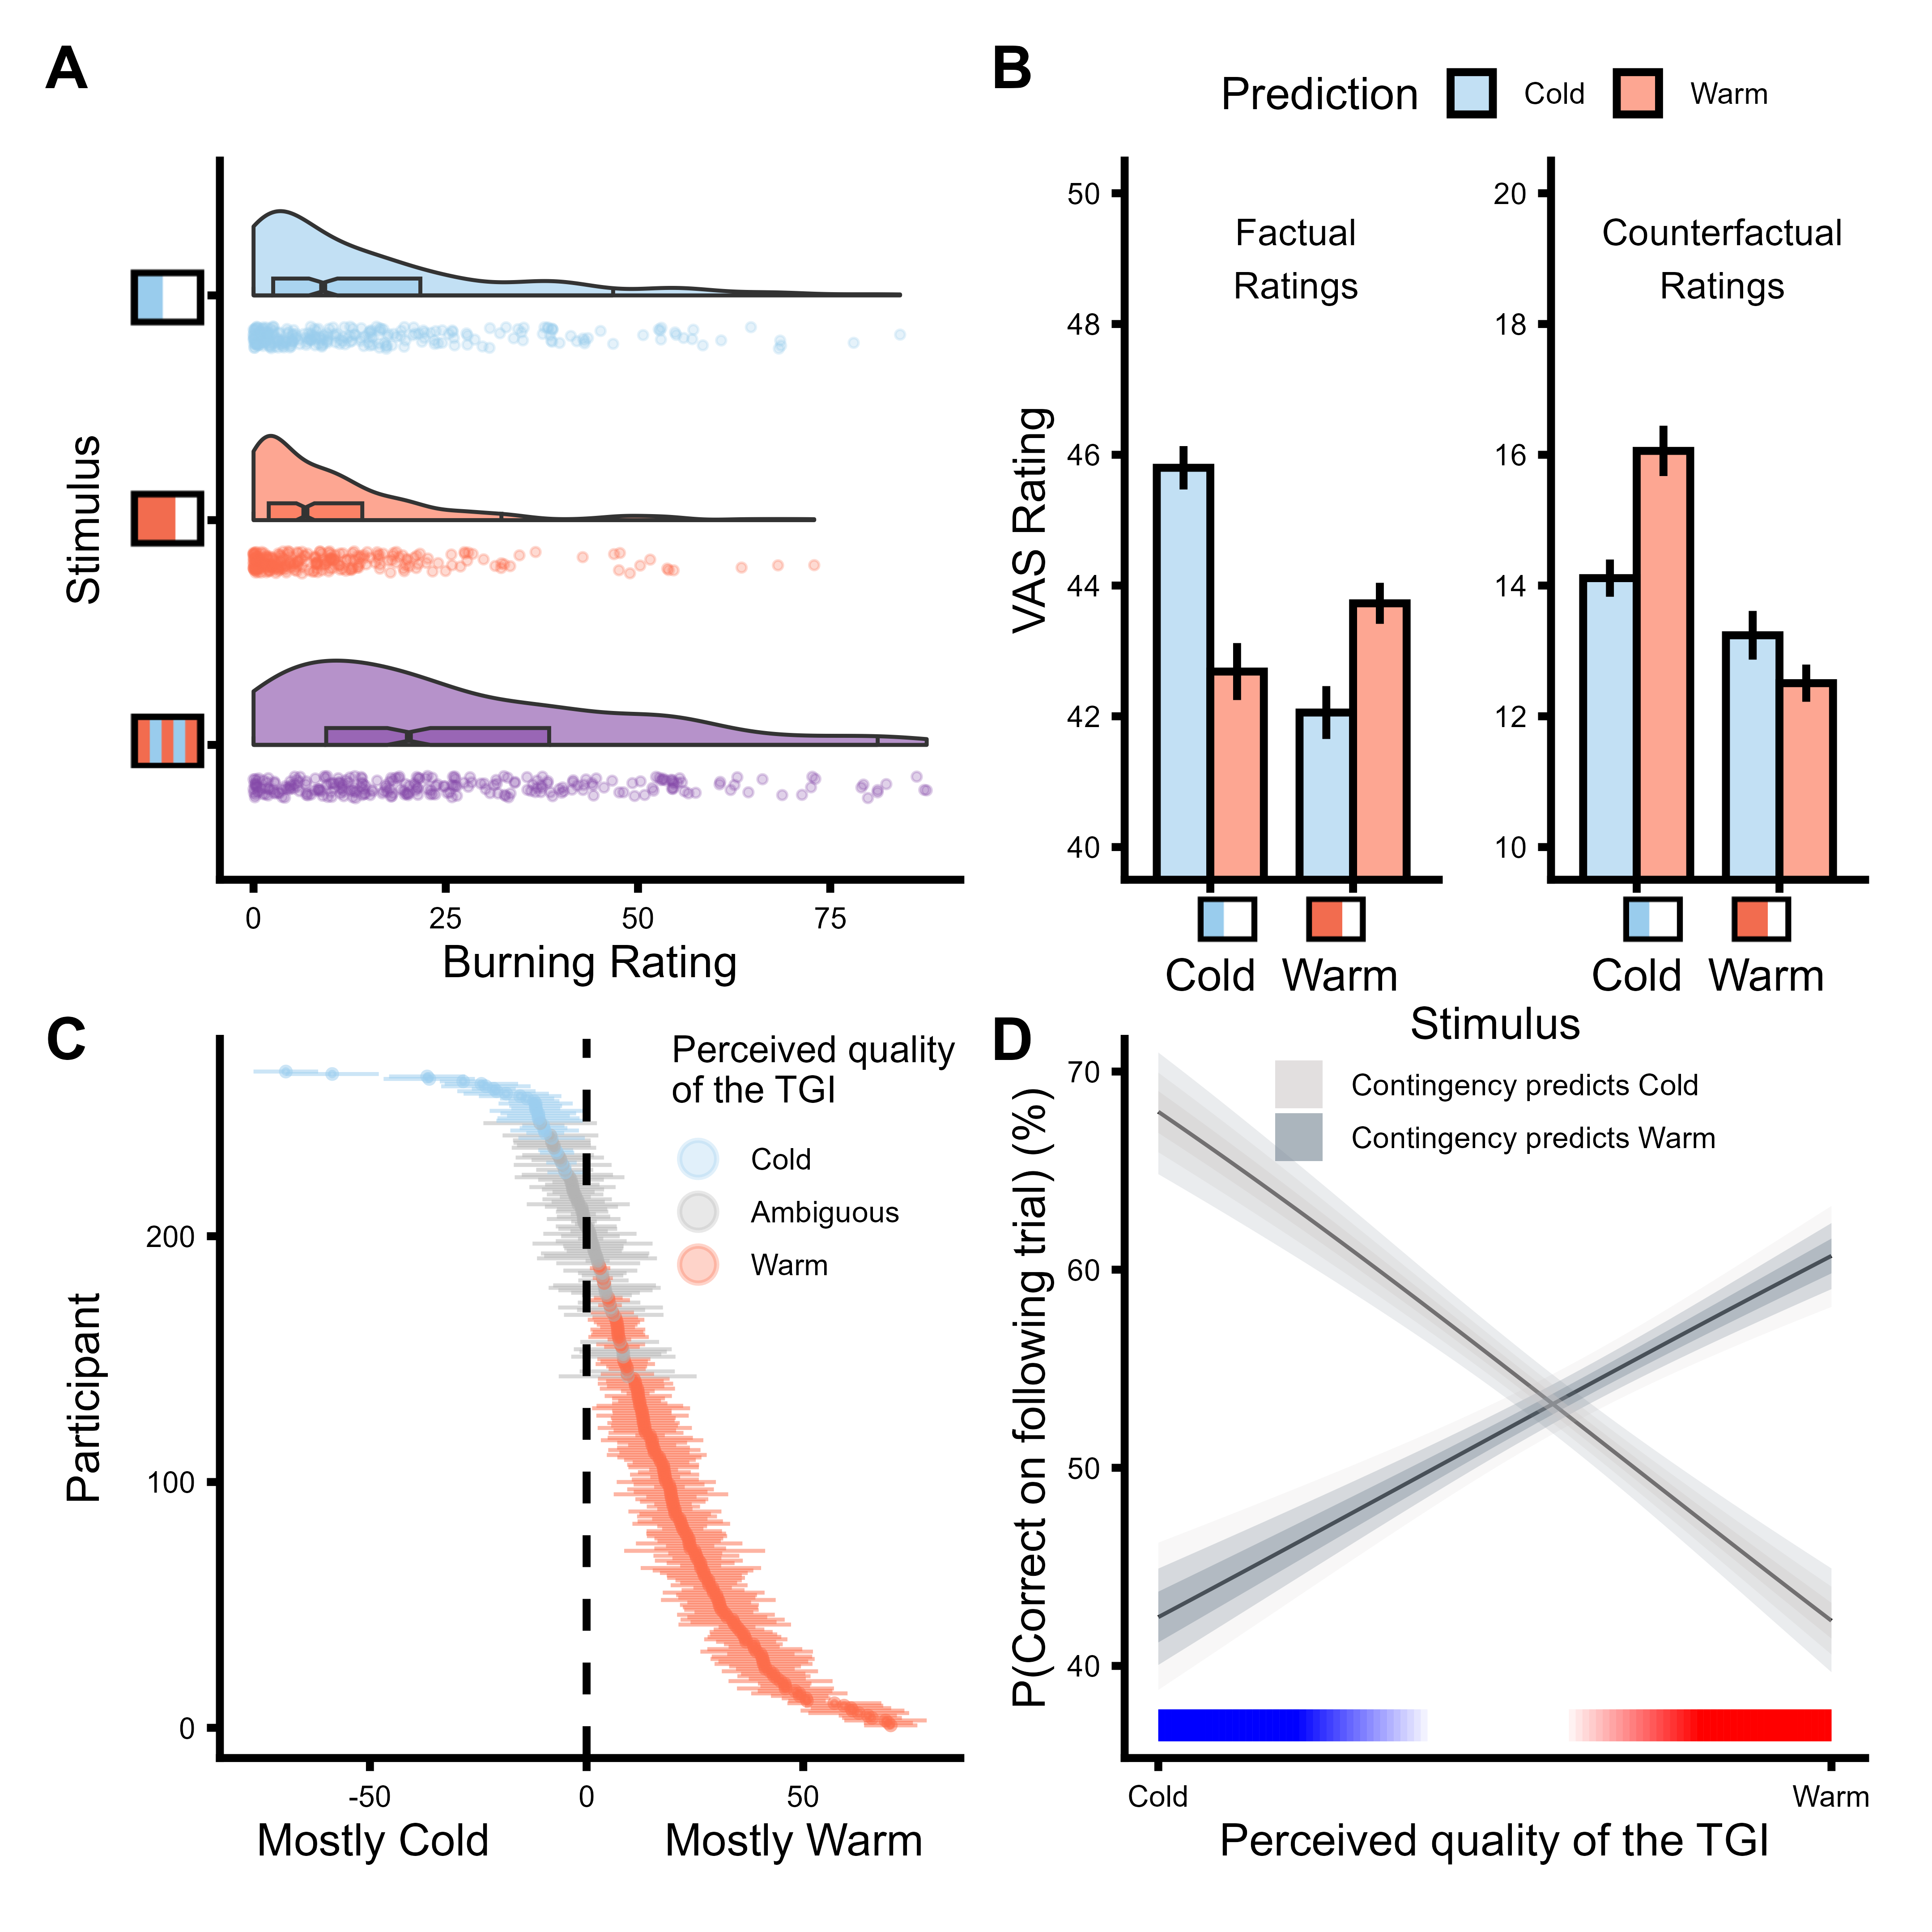 A
Stimulus
0 25 50 75
Burning Rating
B
Prediction Cold Warm
VAS Rating
50
48
46
44
42
40
Factual
Ratings
Cold Warm
20
18
16
14
12
10
Counterfactual
Ratings
Cold Warm
Stimulus
C
Participant
200
100
0
Perceived quality
of the TGI
Cold
Ambiguous
Warm
-50 0 50
Mostly Cold Mostly Warm
D
P(Correct on following trial) (%)
70
60
50
40
Contingency predicts Cold
Contingency predicts Warm
Cold Warm
Perceived quality of the TGI